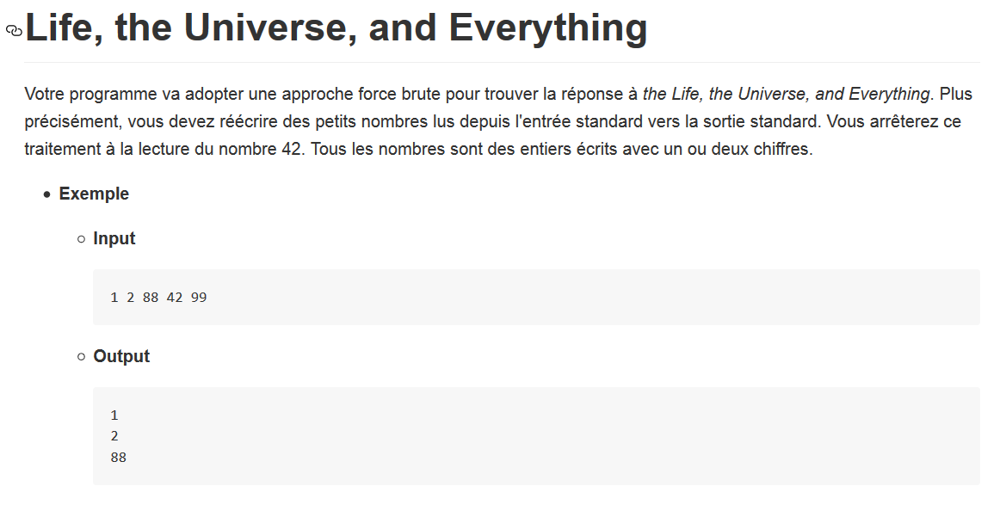 Life, the Universe, and Everything
Votre programme va adopter une approche force brute pour trouver la réponse à the Life, the Universe, and Everything. Plus
précisément, vous devez réécrire des petits nombres lus depuis l'entrée standard vers la sortie standard. Vous arrêterez ce
traitement à la lecture du nombre 42. Tous les nombres sont des entiers écrits avec un ou deux chiffres.
Exemple
Input
1 2 88 42 99
Output
1
2
88